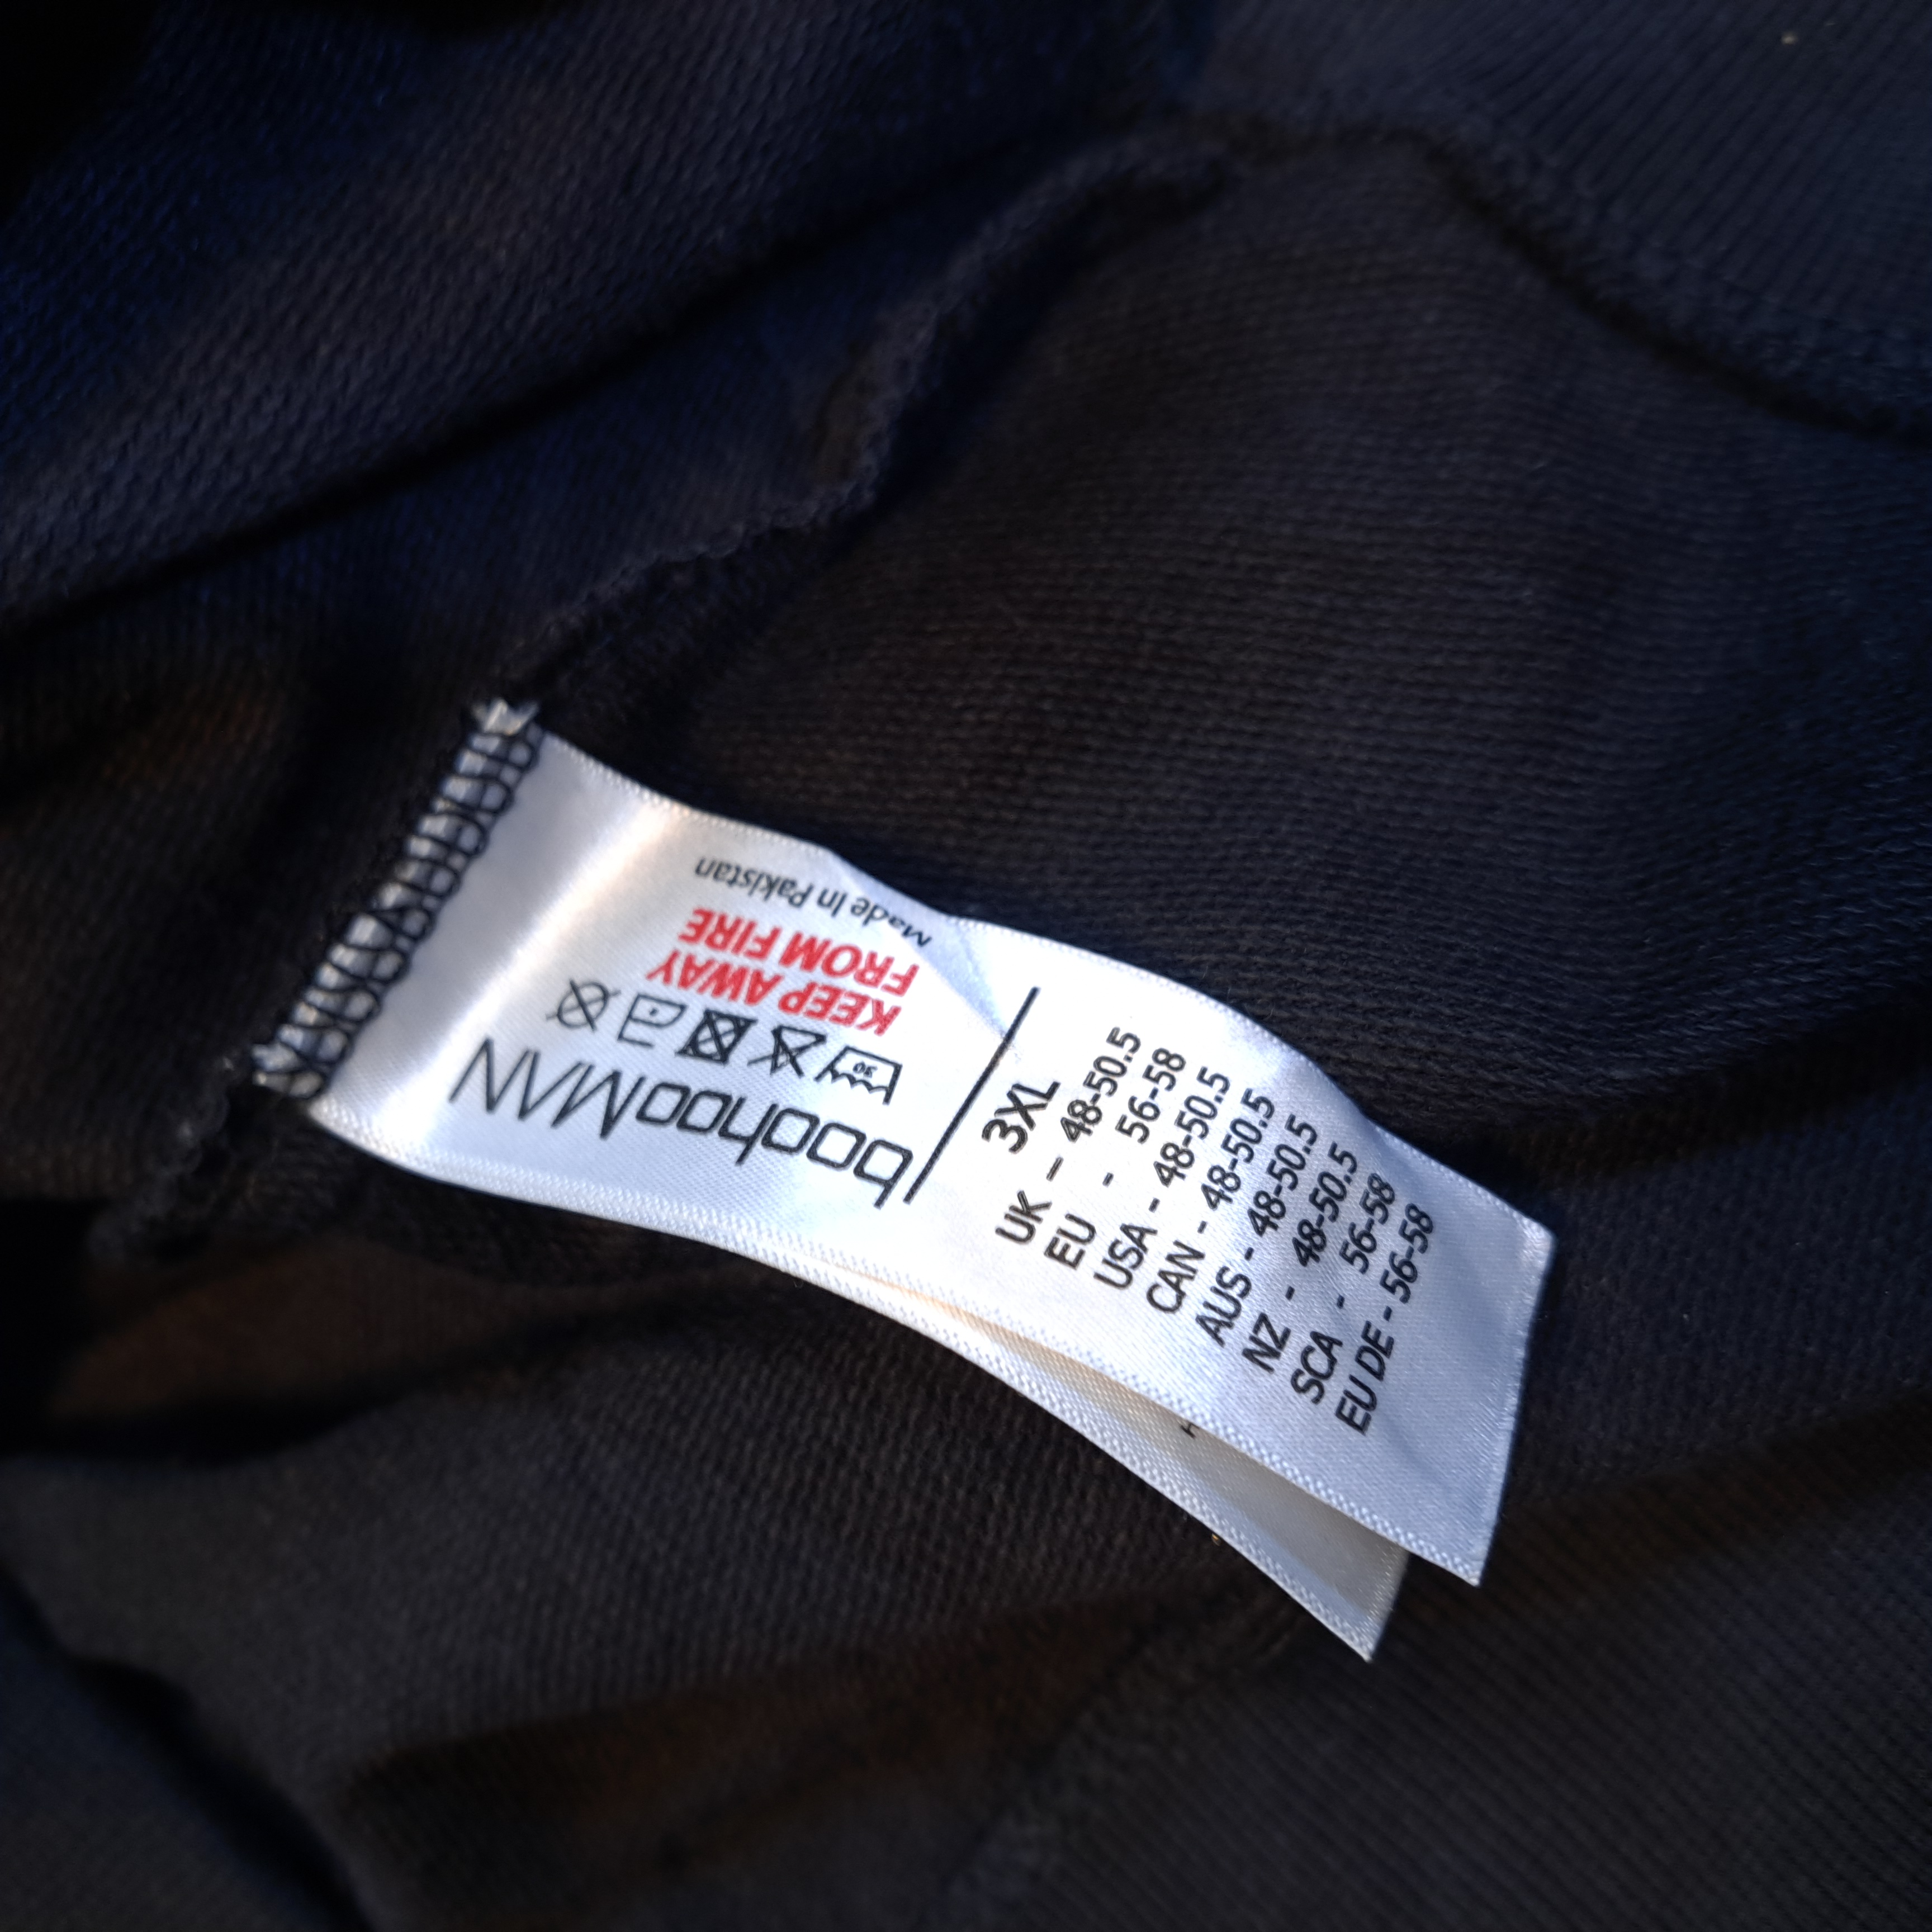 boohooMAN
30
KEEP AWAY
FROM FIRE
Made In Pakistan
3XL
UK – 48-50.5
EU - 56-58
USA - 48-50.5
CAN - 48-50.5
AUS - 48-50.5
NZ - 48-50.5
SCA - 56-58
EU DE - 56-58